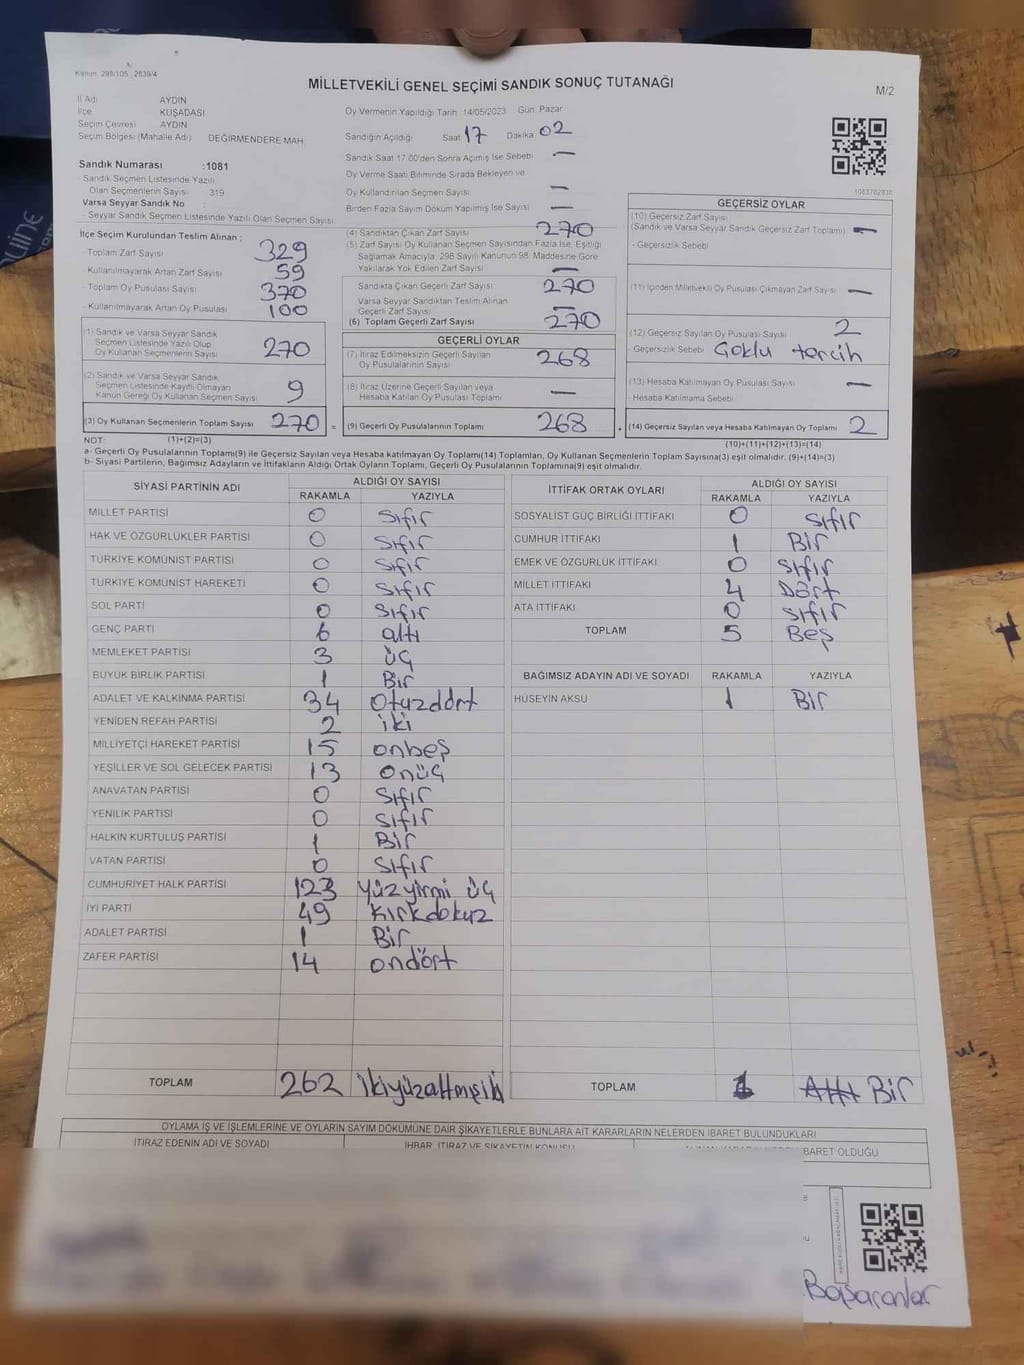 Kanun: 298/105, 2839/4
MİLLETVEKİLİ GENEL SEÇİMİ SANDIK SONUÇ TUTANAĞI
M/2
İl Adı AYDIN
İlçe KUŞADASI
Seçim Çevresi AYDIN
Seçim Bölgesi (Mahalle Adı) DEĞİRMENDERE MAH
Oy Vermenin Yapıldığı Tarih 14/05/2023 Gün Pazar
Sandığın Açıldığı Saat 17 Dakika 02
Sandık Saat 17 00'den Sonra Açmış İse Sebebi —
Oy Verme Saati Bitiminde Sırada Bekleyen ve
Oy Kullandırılan Seçmen Sayısı —
Birden Fazla Sayım Döküm Yapılmış İse Sayısı —
Sandık Numarası :1081
- Sandık Seçmen Listesinde Yazılı
Olan Seçmenlerin Sayısı 319
Varsa Seyyar Sandık No :
- Seyyar Sandık Seçmen Listesinde Yazılı Olan Seçmen Sayısı
İlçe Seçim Kurulundan Teslim Alınan ;
- Toplam Zarf Sayısı 329
- Kullanılmayarak Artan Zarf Sayısı 59
- Toplam Oy Pusulası Sayısı 370
- Kullanılmayarak Artan Oy Pusulası 100
(1) Sandık ve Varsa Seyyar Sandık
Seçmen Listesinde Yazılı Olup
Oy Kullanan Seçmenlerin Sayısı 270
(2) Sandık ve Varsa Seyyar Sandık
Seçmen Listesinde Kayıtlı Olmayan
Kanun Gereği Oy Kullanan Seçmen Sayısı 9
(3) Oy Kullanan Seçmenlerin Toplam Sayısı 270 =
(4) Sandıktan Çıkan Zarf Sayısı 270
(5) Zarf Sayısı Oy Kullanan Seçmen Sayısından Fazla İse, Eşitliği
Sağlamak Amacıyla, 298 Sayılı Kanunun 98. Maddesine Göre
Yakılarak Yok Edilen Zarf Sayısı —
Sandıkta Çıkan Geçerli Zarf Sayısı 270
Varsa Seyyar Sandıktan Teslim Alınan
Geçerli Zarf Sayısı —
(6) Toplam Geçerli Zarf Sayısı 270
GEÇERLİ OYLAR
(7) İtiraz Edilmeksizin Geçerli Sayılan
Oy Pusulalarının Sayısı 268
(8) İtiraz Üzerine Geçerli Sayılan veya
Hesaba Katılan Oy Pusulası Toplamı —
(9) Geçerli Oy Pusulalarının Toplamı 268 +
1083702830
GEÇERSİZ OYLAR
(10) Geçersiz Zarf Sayısı
(Sandık ve Varsa Seyyar Sandık Geçersiz Zarf Toplamı) —
- Geçersizlik Sebebi
(11) İçinden Milletvekili Oy Pusulası Çıkmayan Zarf Sayısı —
(12) Geçersiz Sayılan Oy Pusulası Sayısı 2
- Geçersizlik Sebebi Çoklu tercih
(13) Hesaba Katılmayan Oy Pusulası Sayısı —
- Hesaba Katılmama Sebebi
(14) Geçersiz Sayılan veya Hesaba Katılmayan Oy Toplamı 2
NOT: (1)+(2)=(3) (10)+(11)+(12)+(13)=(14)
a- Geçerli Oy Pusulalarının Toplamı(9) ile Geçersiz Sayılan veya Hesaba katılmayan Oy Toplamı(14) Toplamları, Oy Kullanan Seçmenlerin Toplam Sayısına(3) eşit olmalıdır. (9)+(14)=(3)
b- Siyasi Partilerin, Bağımsız Adayların ve İttifakların Aldığı Ortak Oyların Toplamı, Geçerli Oy Pusulalarının Toplamına(9) eşit olmalıdır.
SİYASİ PARTİNİN ADI ALDIĞI OY SAYISI
RAKAMLA YAZIYLA
MİLLET PARTİSİ 0 sıfır
HAK VE ÖZGÜRLÜKLER PARTİSİ 0 sıfır
TÜRKİYE KOMÜNİST PARTİSİ 0 sıfır
TÜRKİYE KOMÜNİST HAREKETİ 0 sıfır
SOL PARTİ 0 sıfır
GENÇ PARTİ 6 altı
MEMLEKET PARTİSİ 3 üç
BÜYÜK BİRLİK PARTİSİ 1 Bir
ADALET VE KALKINMA PARTİSİ 34 Otuzdört
YENİDEN REFAH PARTİSİ 2 iki
MİLLİYETÇİ HAREKET PARTİSİ 15 onbeş
YEŞİLLER VE SOL GELECEK PARTİSİ 13 onüç
ANAVATAN PARTİSİ 0 sıfır
YENİLİK PARTİSİ 0 sıfır
HALKIN KURTULUŞ PARTİSİ 1 Bir
VATAN PARTİSİ 0 sıfır
CUMHURİYET HALK PARTİSİ 123 yüzyirmi üç
İYİ PARTİ 49 Kırkdokuz
ADALET PARTİSİ 1 Bir
ZAFER PARTİSİ 14 ondört
TOPLAM 262 ikiyüzaltmışiki
İTTİFAK ORTAK OYLARI ALDIĞI OY SAYISI
RAKAMLA YAZIYLA
SOSYALİST GÜÇ BİRLİĞİ İTTİFAKI 0 sıfır
CUMHUR İTTİFAKI 1 Bir
EMEK VE ÖZGÜRLÜK İTTİFAKI 0 sıfır
MİLLET İTTİFAKI 4 Dört
ATA İTTİFAKI 0 sıfır
TOPLAM 5 Beş
BAĞIMSIZ ADAYIN ADI VE SOYADI RAKAMLA YAZIYLA
HÜSEYİN AKSU 1 Bir
TOPLAM 1 Bir
OYLAMA İŞ VE İŞLEMLERİNE VE OYLARIN SAYIM DÖKÜMÜNE DAİR ŞİKAYETLERLE BUNLARA AİT KARARLARIN NELERDEN İBARET BULUNDUKLARI
İTİRAZ EDENİN ADI VE SOYADI İHBAR, İTİRAZ VE ŞİKAYETİN KONUSU BARET OLDUĞU
Başaranlar